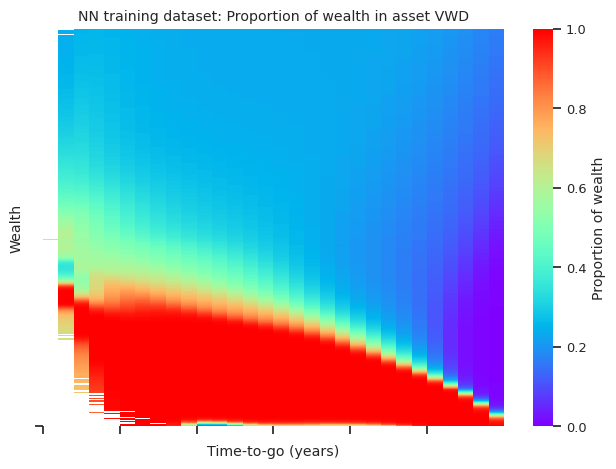 NN training dataset: Proportion of wealth in asset VWD
1.0
0.8
0.6
0.4
0.2
0.0
Proportion of wealth
Wealth
Time-to-go (years)